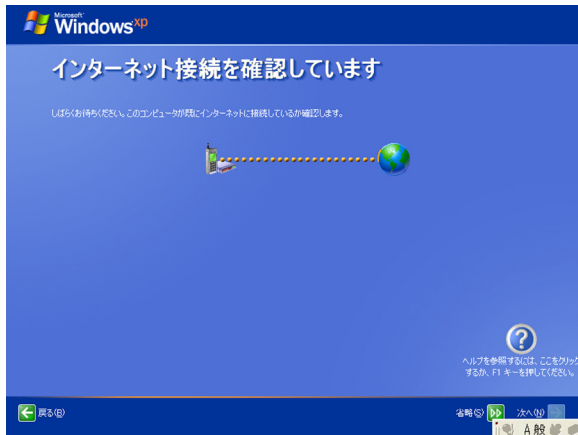 Microsoft
Windows xp
インターネット接続を確認しています
しばらくお待ちください。このコンピュータが既にインターネットに接続しているか確認します。
ヘルプを参照するには、ここをクリック
するか、F1 キーを押してください。
戻る(B)
省略(S)
次へ(N)
A 般